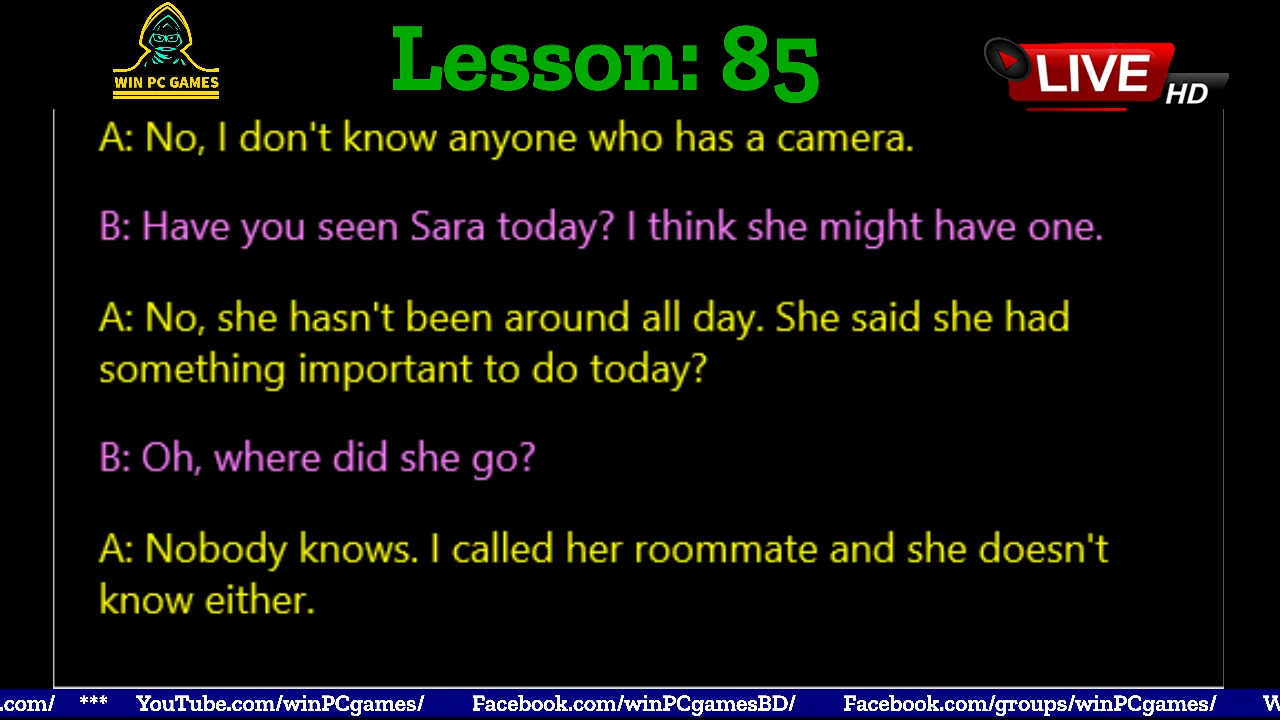 WIN PC GAMES
Lesson: 85
LIVE
HD
A: No, I don't know anyone who has a camera.
B: Have you seen Sara today? I think she might have one.
A: No, she hasn't been around all day. She said she had
something important to do today?
B: Oh, where did she go?
A: Nobody knows. I called her roommate and she doesn't
know either.
.com/ *** YouTube.com/winPCgames/ Facebook.com/winPCgamesBD/ Facebook.com/groups/winPCgames/ W